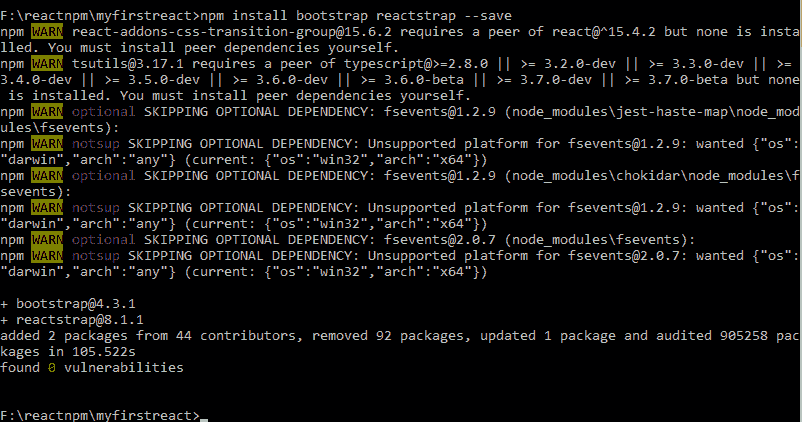 F:\reactnpm\myfirstreact>npm install bootstrap reactstrap --save
npm WARN react-addons-css-transition-group@15.6.2 requires a peer of react@^15.4.2 but none is insta
lled. You must install peer dependencies yourself.
npm WARN tsutils@3.17.1 requires a peer of typescript@>=2.8.0 || >= 3.2.0-dev || >= 3.3.0-dev || >= 
3.4.0-dev || >= 3.5.0-dev || >= 3.6.0-dev || >= 3.6.0-beta || >= 3.7.0-dev || >= 3.7.0-beta but none
 is installed. You must install peer dependencies yourself.
npm WARN optional SKIPPING OPTIONAL DEPENDENCY: fsevents@1.2.9 (node_modules\jest-haste-map\node_mod
ules\fsevents):
npm WARN notsup SKIPPING OPTIONAL DEPENDENCY: Unsupported platform for fsevents@1.2.9: wanted {"os":
"darwin","arch":"any"} (current: {"os":"win32","arch":"x64"})
npm WARN optional SKIPPING OPTIONAL DEPENDENCY: fsevents@1.2.9 (node_modules\chokidar\node_modules\f
sevents):
npm WARN notsup SKIPPING OPTIONAL DEPENDENCY: Unsupported platform for fsevents@1.2.9: wanted {"os":
"darwin","arch":"any"} (current: {"os":"win32","arch":"x64"})
npm WARN optional SKIPPING OPTIONAL DEPENDENCY: fsevents@2.0.7 (node_modules\fsevents):
npm WARN notsup SKIPPING OPTIONAL DEPENDENCY: Unsupported platform for fsevents@2.0.7: wanted {"os":
"darwin","arch":"any"} (current: {"os":"win32","arch":"x64"})
+ bootstrap@4.3.1
+ reactstrap@8.1.1
added 2 packages from 44 contributors, removed 92 packages, updated 1 package and audited 905258 pac
kages in 105.522s
found 0 vulnerabilities
F:\reactnpm\myfirstreact>